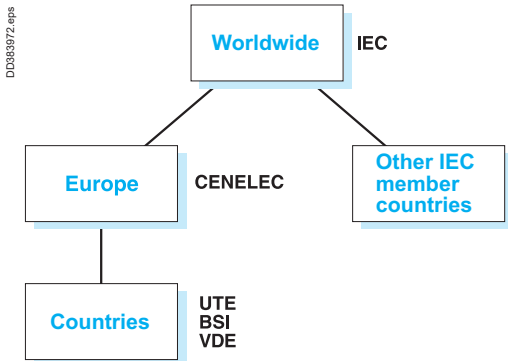 DD383972.eps
Worldwide
IEC
Europe
CENELEC
Other IEC
member
countries
Countries
UTE
BSI
VDE